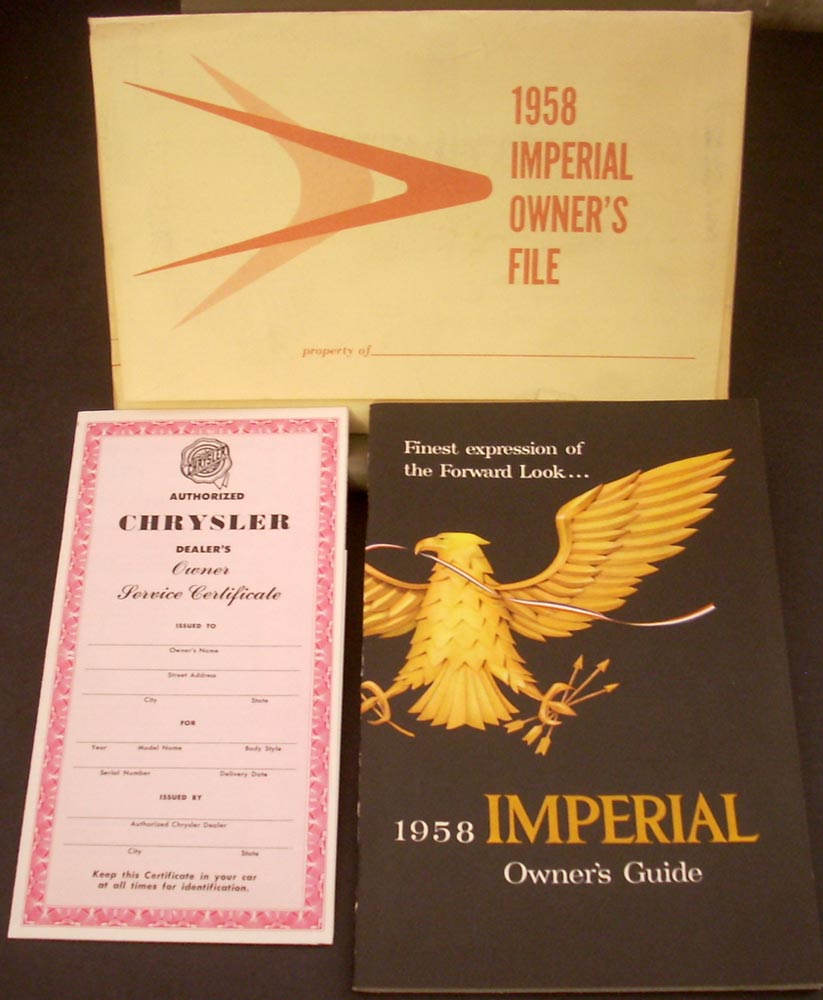 1958
IMPERIAL
OWNER'S
FILE
property of
CHRYSLER
AUTHORIZED
CHRYSLER
DEALER'S
Owner
Service Certificate
ISSUED TO
Owner's Name
Street Address
City State
FOR
Year Model Name Body Style
Serial Number Delivery Date
ISSUED BY
Authorized Chrysler Dealer
City State
Keep this Certificate in your car
at all times for identification.
Finest expression of
the Forward Look...
1958 IMPERIAL
Owner's Guide